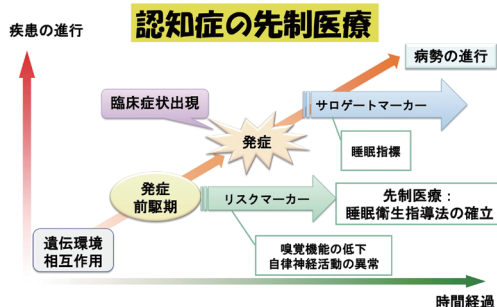 認知症の先制医療
疾患の進行
病勢の進行
臨床症状出現
サロゲートマーカー
発症
睡眠指標
発症
前駆期
リスクマーカー
先制医療：
睡眠衛生指導法の確立
遺伝環境
相互作用
嗅覚機能の低下
自律神経活動の異常
時間経過